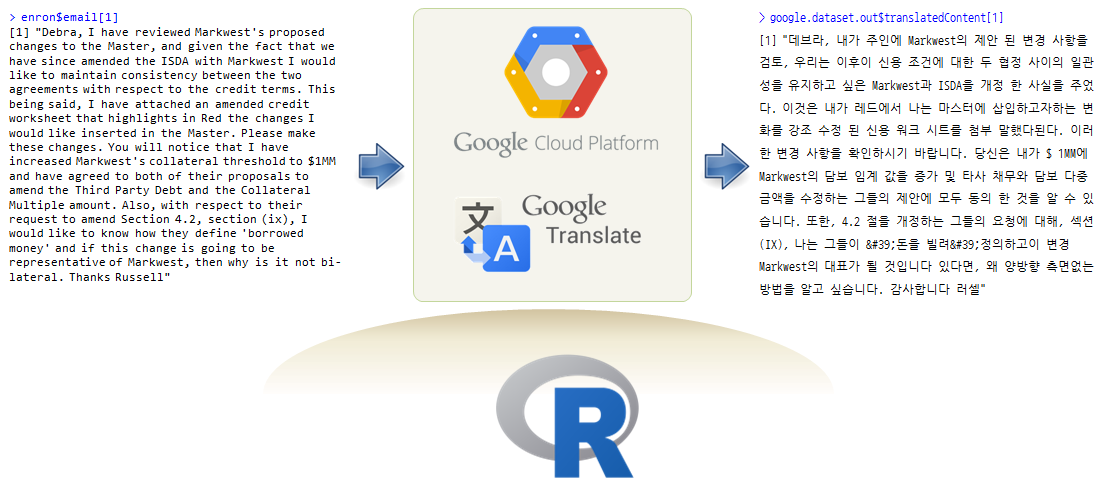 > enron$email[1]
[1] "Debra, I have reviewed Markwest's proposed
changes to the Master, and given the fact that we
have since amended the ISDA with Markwest I would
like to maintain consistency between the two
agreements with respect to the credit terms. This
being said, I have attached an amended credit
worksheet that highlights in Red the changes I
would like inserted in the Master. Please make
these changes. You will notice that I have
increased Markwest's collateral threshold to $1MM
and have agreed to both of their proposals to
amend the Third Party Debt and the Collateral
Multiple amount. Also, with respect to their
request to amend Section 4.2, section (ix), I
would like to know how they define 'borrowed
money' and if this change is going to be
representative of Markwest, then why is it not bi-
lateral. Thanks Russell"
Google Cloud Platform
文
A
Google
Translate
R
> google.dataset.out$translatedContent[1]
[1] "데브라, 내가 주인에 Markwest의 제안 된 변경 사항을
검토, 우리는 이후이 신용 조건에 대한 두 협정 사이의 일관
성을 유지하고 싶은 Markwest과 ISDA을 개정 한 사실을 주었
다. 이것은 내가 레드에서 나는 마스터에 삽입하고자하는 변
화를 강조 수정 된 신용 워크 시트를 첨부 말했다된다. 이러
한 변경 사항을 확인하시기 바랍니다. 당신은 내가 $ 1MM에
Markwest의 담보 임계 값을 증가 및 타사 채무와 담보 다중
금액을 수정하는 그들의 제안에 모두 동의 한 것을 알 수 있
습니다. 또한, 4.2 절을 개정하는 그들의 요청에 대해, 섹션
(IX), 나는 그들이 &#39;돈을 빌려&#39;정의하고이 변경
Markwest의 대표가 될 것입니다 있다면, 왜 양방향 측면없는
방법을 알고 싶습니다. 감사합니다 러셀"